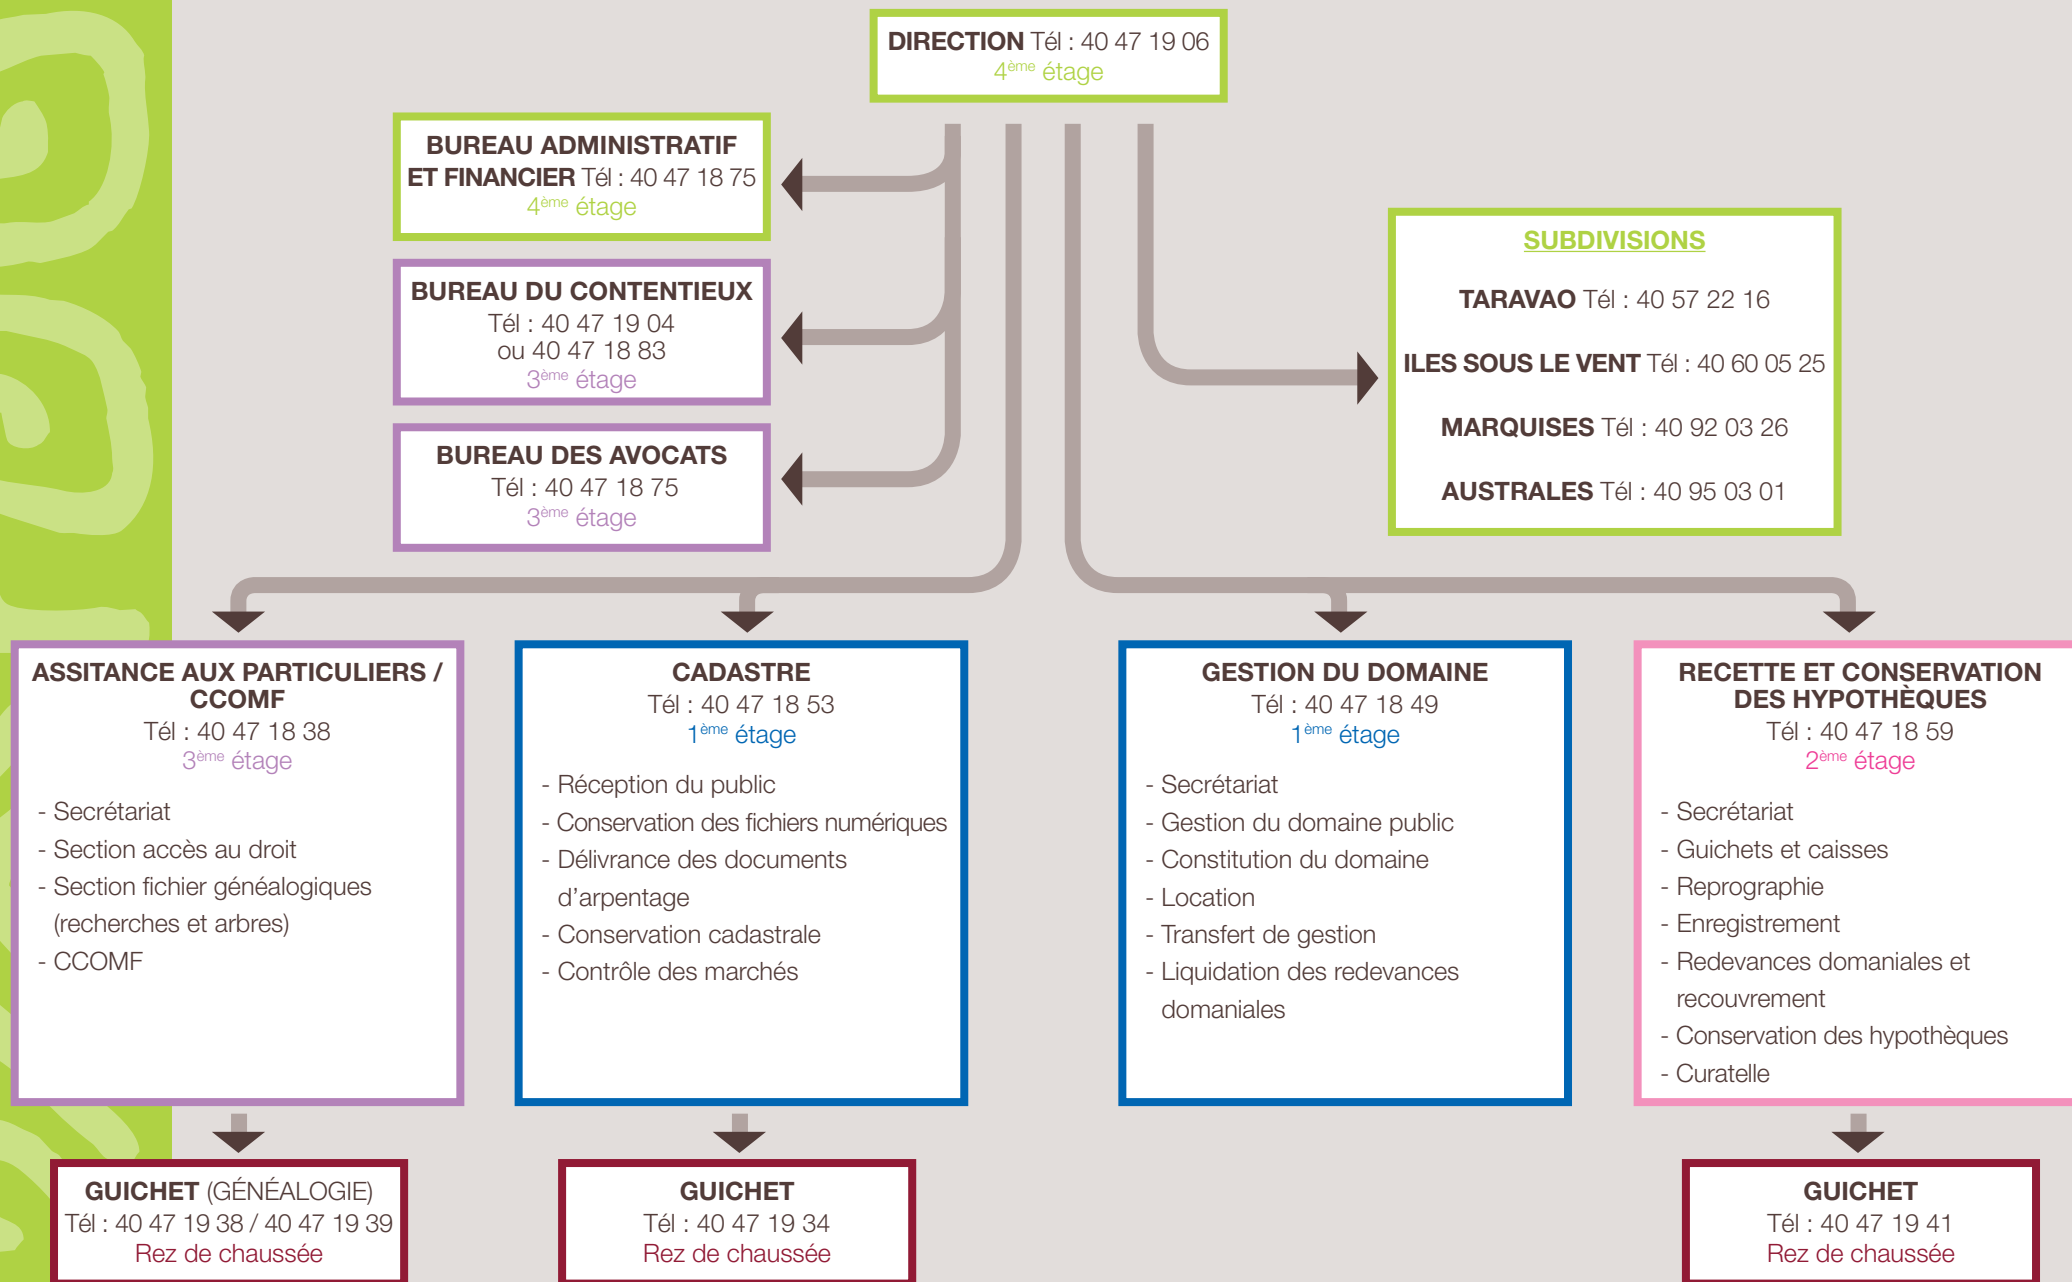 DIRECTION Tél : 40 47 19 06
4ème étage
BUREAU ADMINISTRATIF
ET FINANCIER Tél : 40 47 18 75
4ème étage
BUREAU DU CONTENTIEUX
Tél : 40 47 19 04
ou 40 47 18 83
3ème étage
BUREAU DES AVOCATS
Tél : 40 47 18 75
3ème étage
SUBDIVISIONS
TARAVAO Tél : 40 57 22 16
ILES SOUS LE VENT Tél : 40 60 05 25
MARQUISES Tél : 40 92 03 26
AUSTRALES Tél : 40 95 03 01
ASSITANCE AUX PARTICULIERS /
CCOMF
Tél : 40 47 18 38
3ème étage
- Secrétariat
- Section accès au droit
- Section fichier généalogiques
(recherches et arbres)
- CCOMF
CADASTRE
Tél : 40 47 18 53
1ème étage
- Réception du public
- Conservation des fichiers numériques
- Délivrance des documents
d'arpentage
- Conservation cadastrale
- Contrôle des marchés
GESTION DU DOMAINE
Tél : 40 47 18 49
1ème étage
- Secrétariat
- Gestion du domaine public
- Constitution du domaine
- Location
- Transfert de gestion
- Liquidation des redevances
domaniales
RECETTE ET CONSERVATION
DES HYPOTHÈQUES
Tél : 40 47 18 59
2ème étage
- Secrétariat
- Guichets et caisses
- Reprographie
- Enregistrement
- Redevances domaniales et
recouvrement
- Conservation des hypothèques
- Curatelle
GUICHET (GÉNÉALOGIE)
Tél : 40 47 19 38 / 40 47 19 39
Rez de chaussée
GUICHET
Tél : 40 47 19 34
Rez de chaussée
GUICHET
Tél : 40 47 19 41
Rez de chaussée